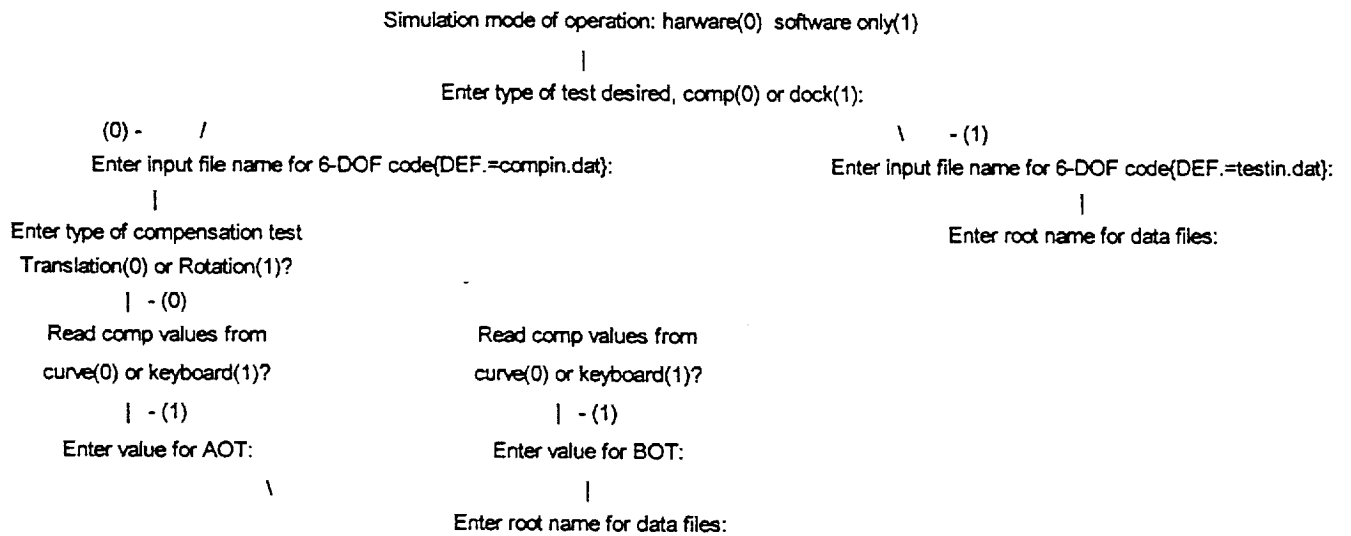 Simulation mode of operation: harware(0) software only(1)
|
Enter type of test desired, comp(0) or dock(1):
(0) - / \ - (1)
Enter input file name for 6-DOF code{DEF.=compin.dat}: Enter input file name for 6-DOF code{DEF.=testin.dat}:
| |
Enter type of compensation test Enter root name for data files:
Translation(0) or Rotation(1)?
| - (0)
Read comp values from Read comp values from
curve(0) or keyboard(1)? curve(0) or keyboard(1)?
| - (1) | - (1)
Enter value for AOT: Enter value for BOT:
\ |
Enter root name for data files: